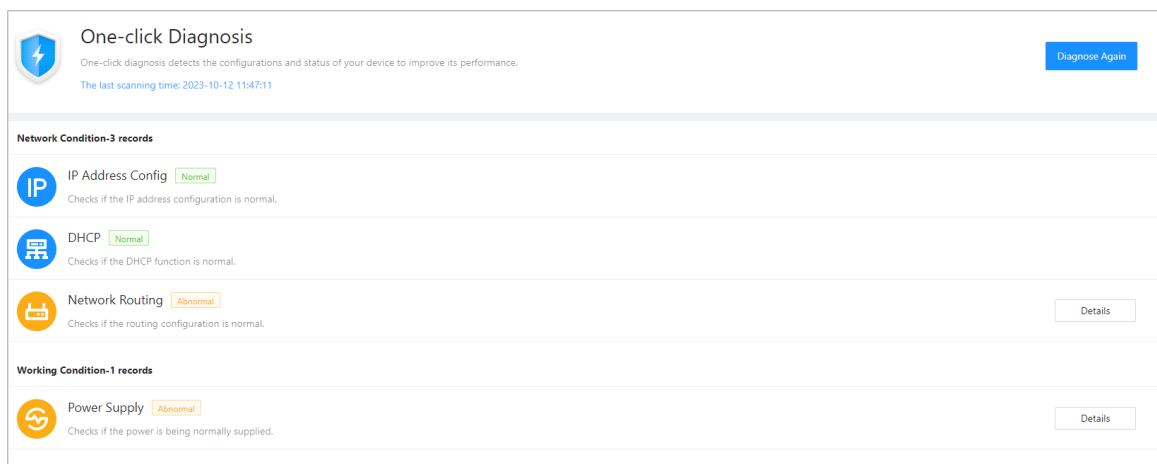 One-click Diagnosis
One-click diagnosis detects the configurations and status of your device to improve its performance.
The last scanning time: 2023-10-12 11:47:11
Diagnose Again
Network Condition-3 records
IP
IP Address Config Normal
Checks if the IP address configuration is normal.
DHCP Normal
Checks if the DHCP function is normal.
Network Routing Abnormal
Checks if the routing configuration is normal.
Details
Working Condition-1 records
Power Supply Abnormal
Checks if the power is being normally supplied.
Details